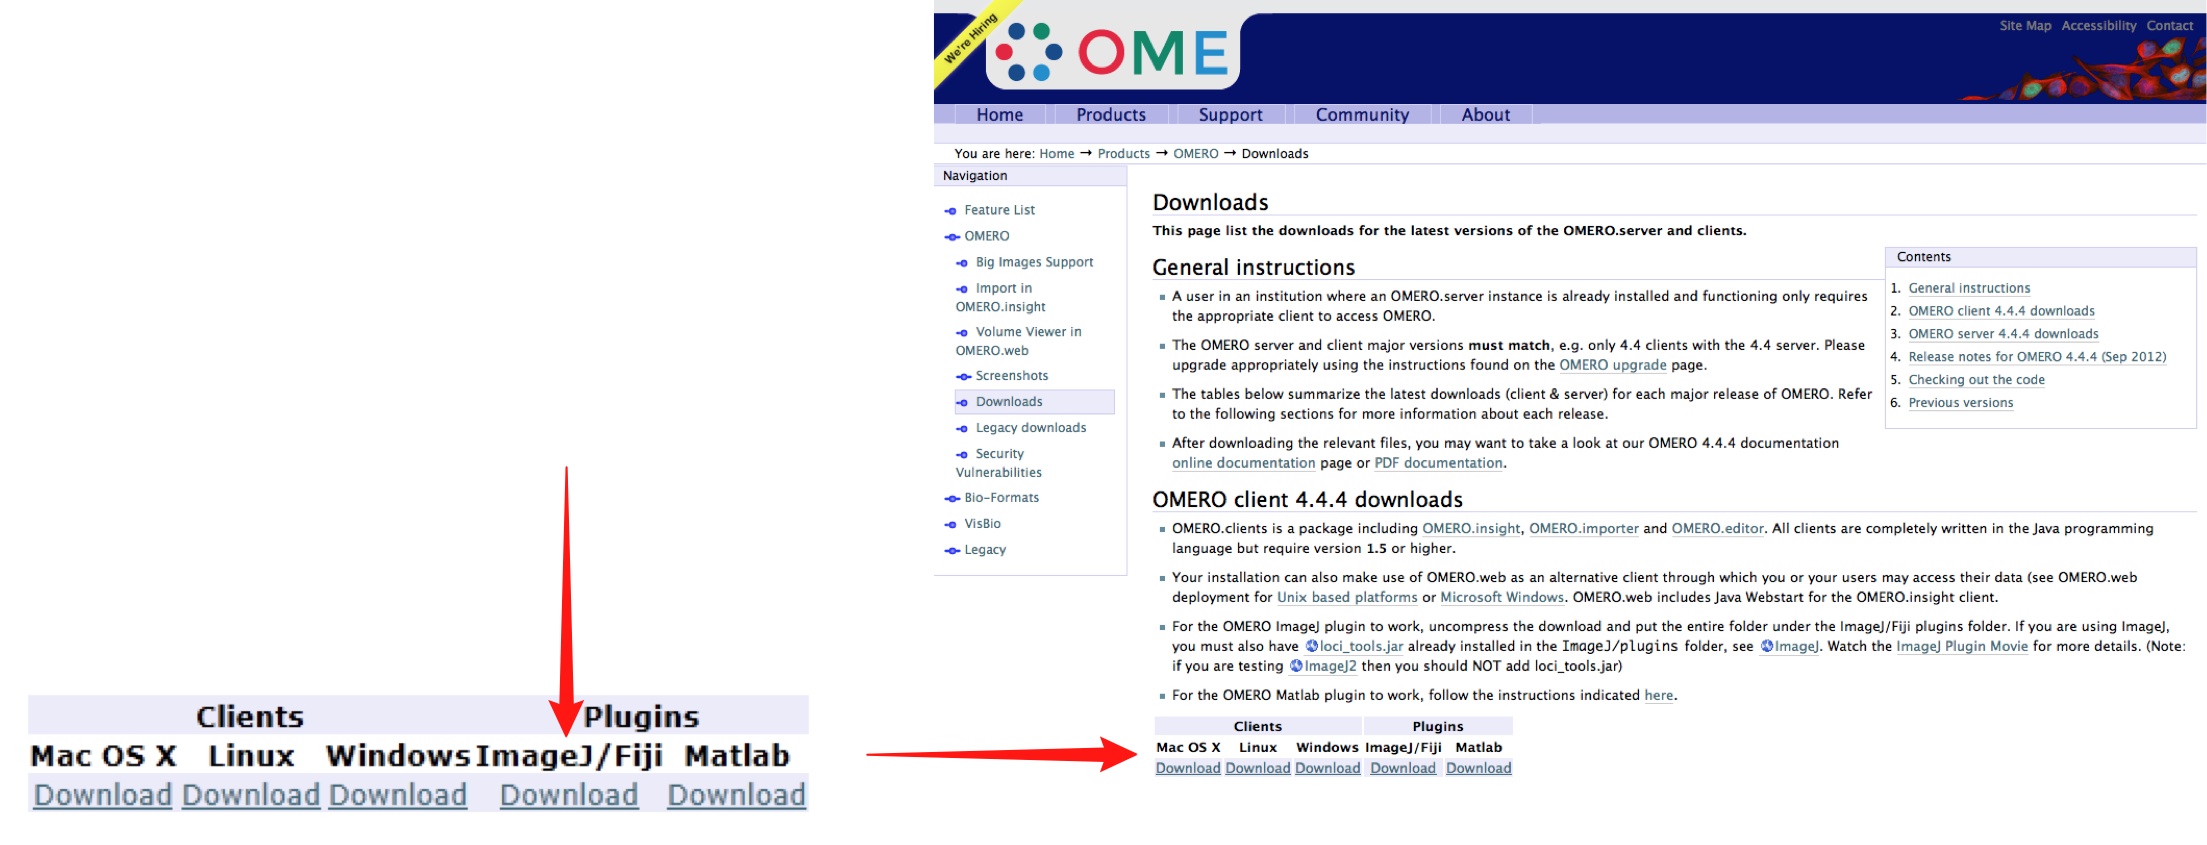 Clients Plugins
Mac OS X Linux Windows ImageJ/Fiji Matlab
Download Download Download Download Download
We're Hiring
OME
Site Map Accessibility Contact
Home Products Support Community About
You are here: Home → Products → OMERO → Downloads
Navigation
Feature List
OMERO
Big Images Support
Import in
OMERO.insight
Volume Viewer in
OMERO.web
Screenshots
Downloads
Legacy downloads
Security
Vulnerabilities
Bio-Formats
VisBio
Legacy
Downloads
This page list the downloads for the latest versions of the OMERO.server and clients.
General instructions
A user in an institution where an OMERO.server instance is already installed and functioning only requires
the appropriate client to access OMERO.
The OMERO server and client major versions must match, e.g. only 4.4 clients with the 4.4 server. Please
upgrade appropriately using the instructions found on the OMERO upgrade page.
The tables below summarize the latest downloads (client & server) for each major release of OMERO. Refer
to the following sections for more information about each release.
After downloading the relevant files, you may want to take a look at our OMERO 4.4.4 documentation
online documentation page or PDF documentation.
Contents
1. General instructions
2. OMERO client 4.4.4 downloads
3. OMERO server 4.4.4 downloads
4. Release notes for OMERO 4.4.4 (Sep 2012)
5. Checking out the code
6. Previous versions
OMERO client 4.4.4 downloads
OMERO.clients is a package including OMERO.insight, OMERO.importer and OMERO.editor. All clients are completely written in the Java programming
language but require version 1.5 or higher.
Your installation can also make use of OMERO.web as an alternative client through which you or your users may access their data (see OMERO.web
deployment for Unix based platforms or Microsoft Windows. OMERO.web includes Java Webstart for the OMERO.insight client.
For the OMERO ImageJ plugin to work, uncompress the download and put the entire folder under the ImageJ/Fiji plugins folder. If you are using ImageJ,
you must also have loci_tools.jar already installed in the ImageJ/plugins folder, see ImageJ. Watch the ImageJ Plugin Movie for more details. (Note:
if you are testing ImageJ2 then you should NOT add loci_tools.jar)
For the OMERO Matlab plugin to work, follow the instructions indicated here.
Clients Plugins
Mac OS X Linux Windows ImageJ/Fiji Matlab
Download Download Download Download Download